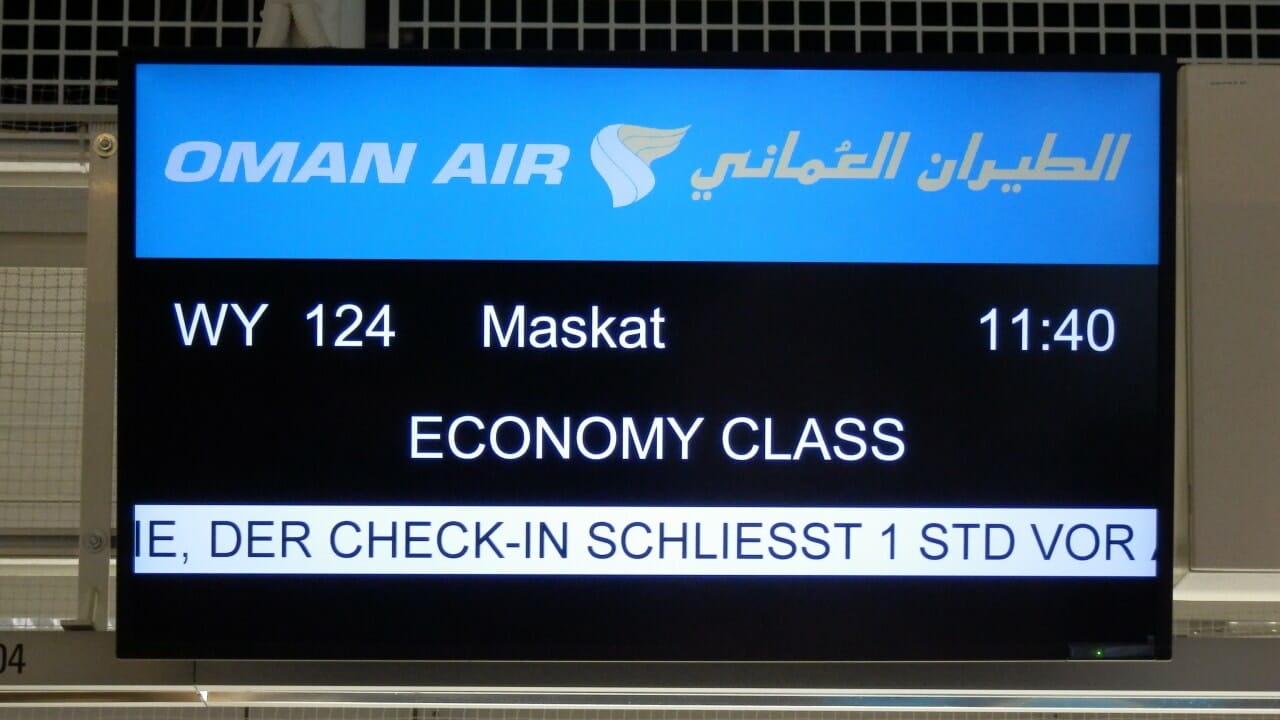 OMAN AIR الطيران العُماني
WY 124 Maskat 11:40
ECONOMY CLASS
IE, DER CHECK-IN SCHLIESST 1 STD VOR
04